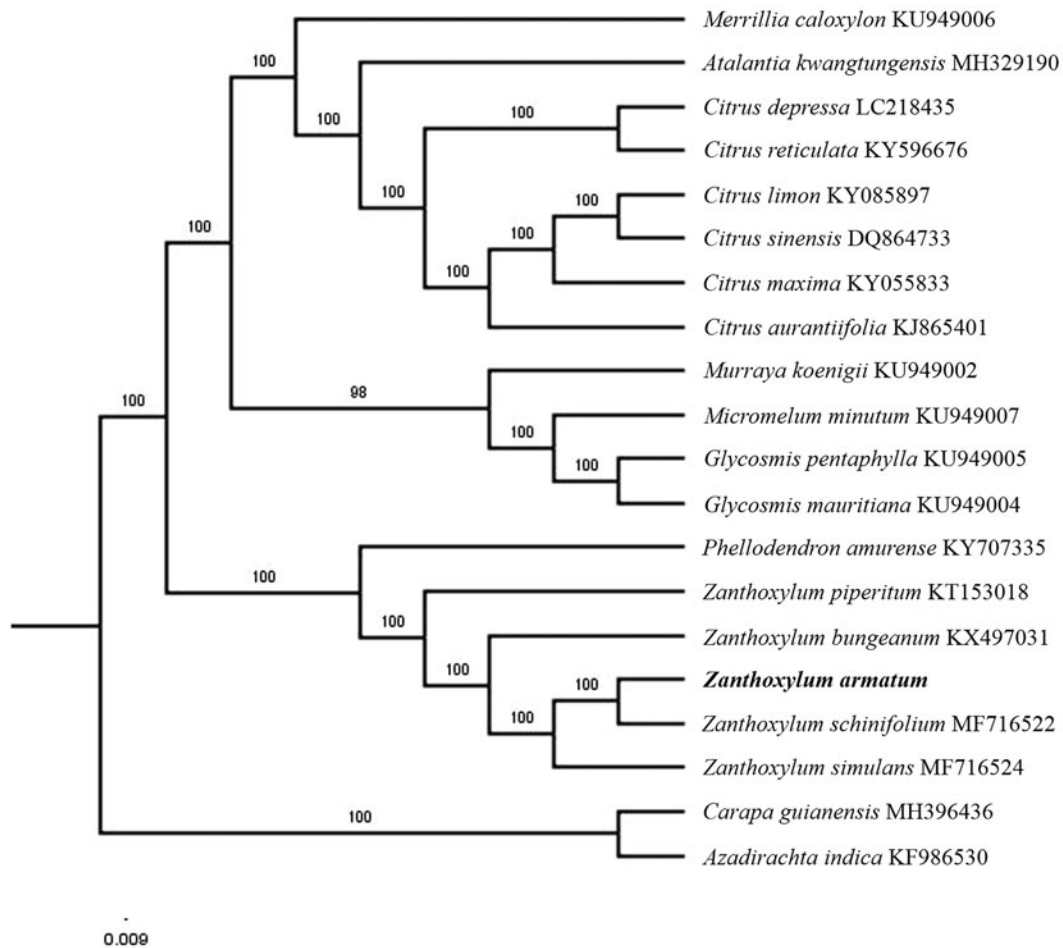 Merrillia caloxylon KU949006
100
Atalantia kwangtungensis MH329190
100
100
Citrus depressa LC218435
100
Citrus reticulata KY596676
100
Citrus limon KY085897
100
Citrus sinensis DQ864733
100
100
Citrus maxima KY055833
100
Citrus aurantiifolia KJ865401
Murraya koenigii KU949002
98
Micromelum minutum KU949007
100
100
Glycosmis pentaphylla KU949005
100
Glycosmis mauritiana KU949004
Phellodendron amurense KY707335
100
Zanthoxylum piperitum KT153018
100
Zanthoxylum bungeanum KX497031
100
Zanthoxylum armatum
100
Zanthoxylum schinifolium MF716522
100
Zanthoxylum simulans MF716524
Carapa guianensis MH396436
100
Azadirachta indica KF986530
0.009